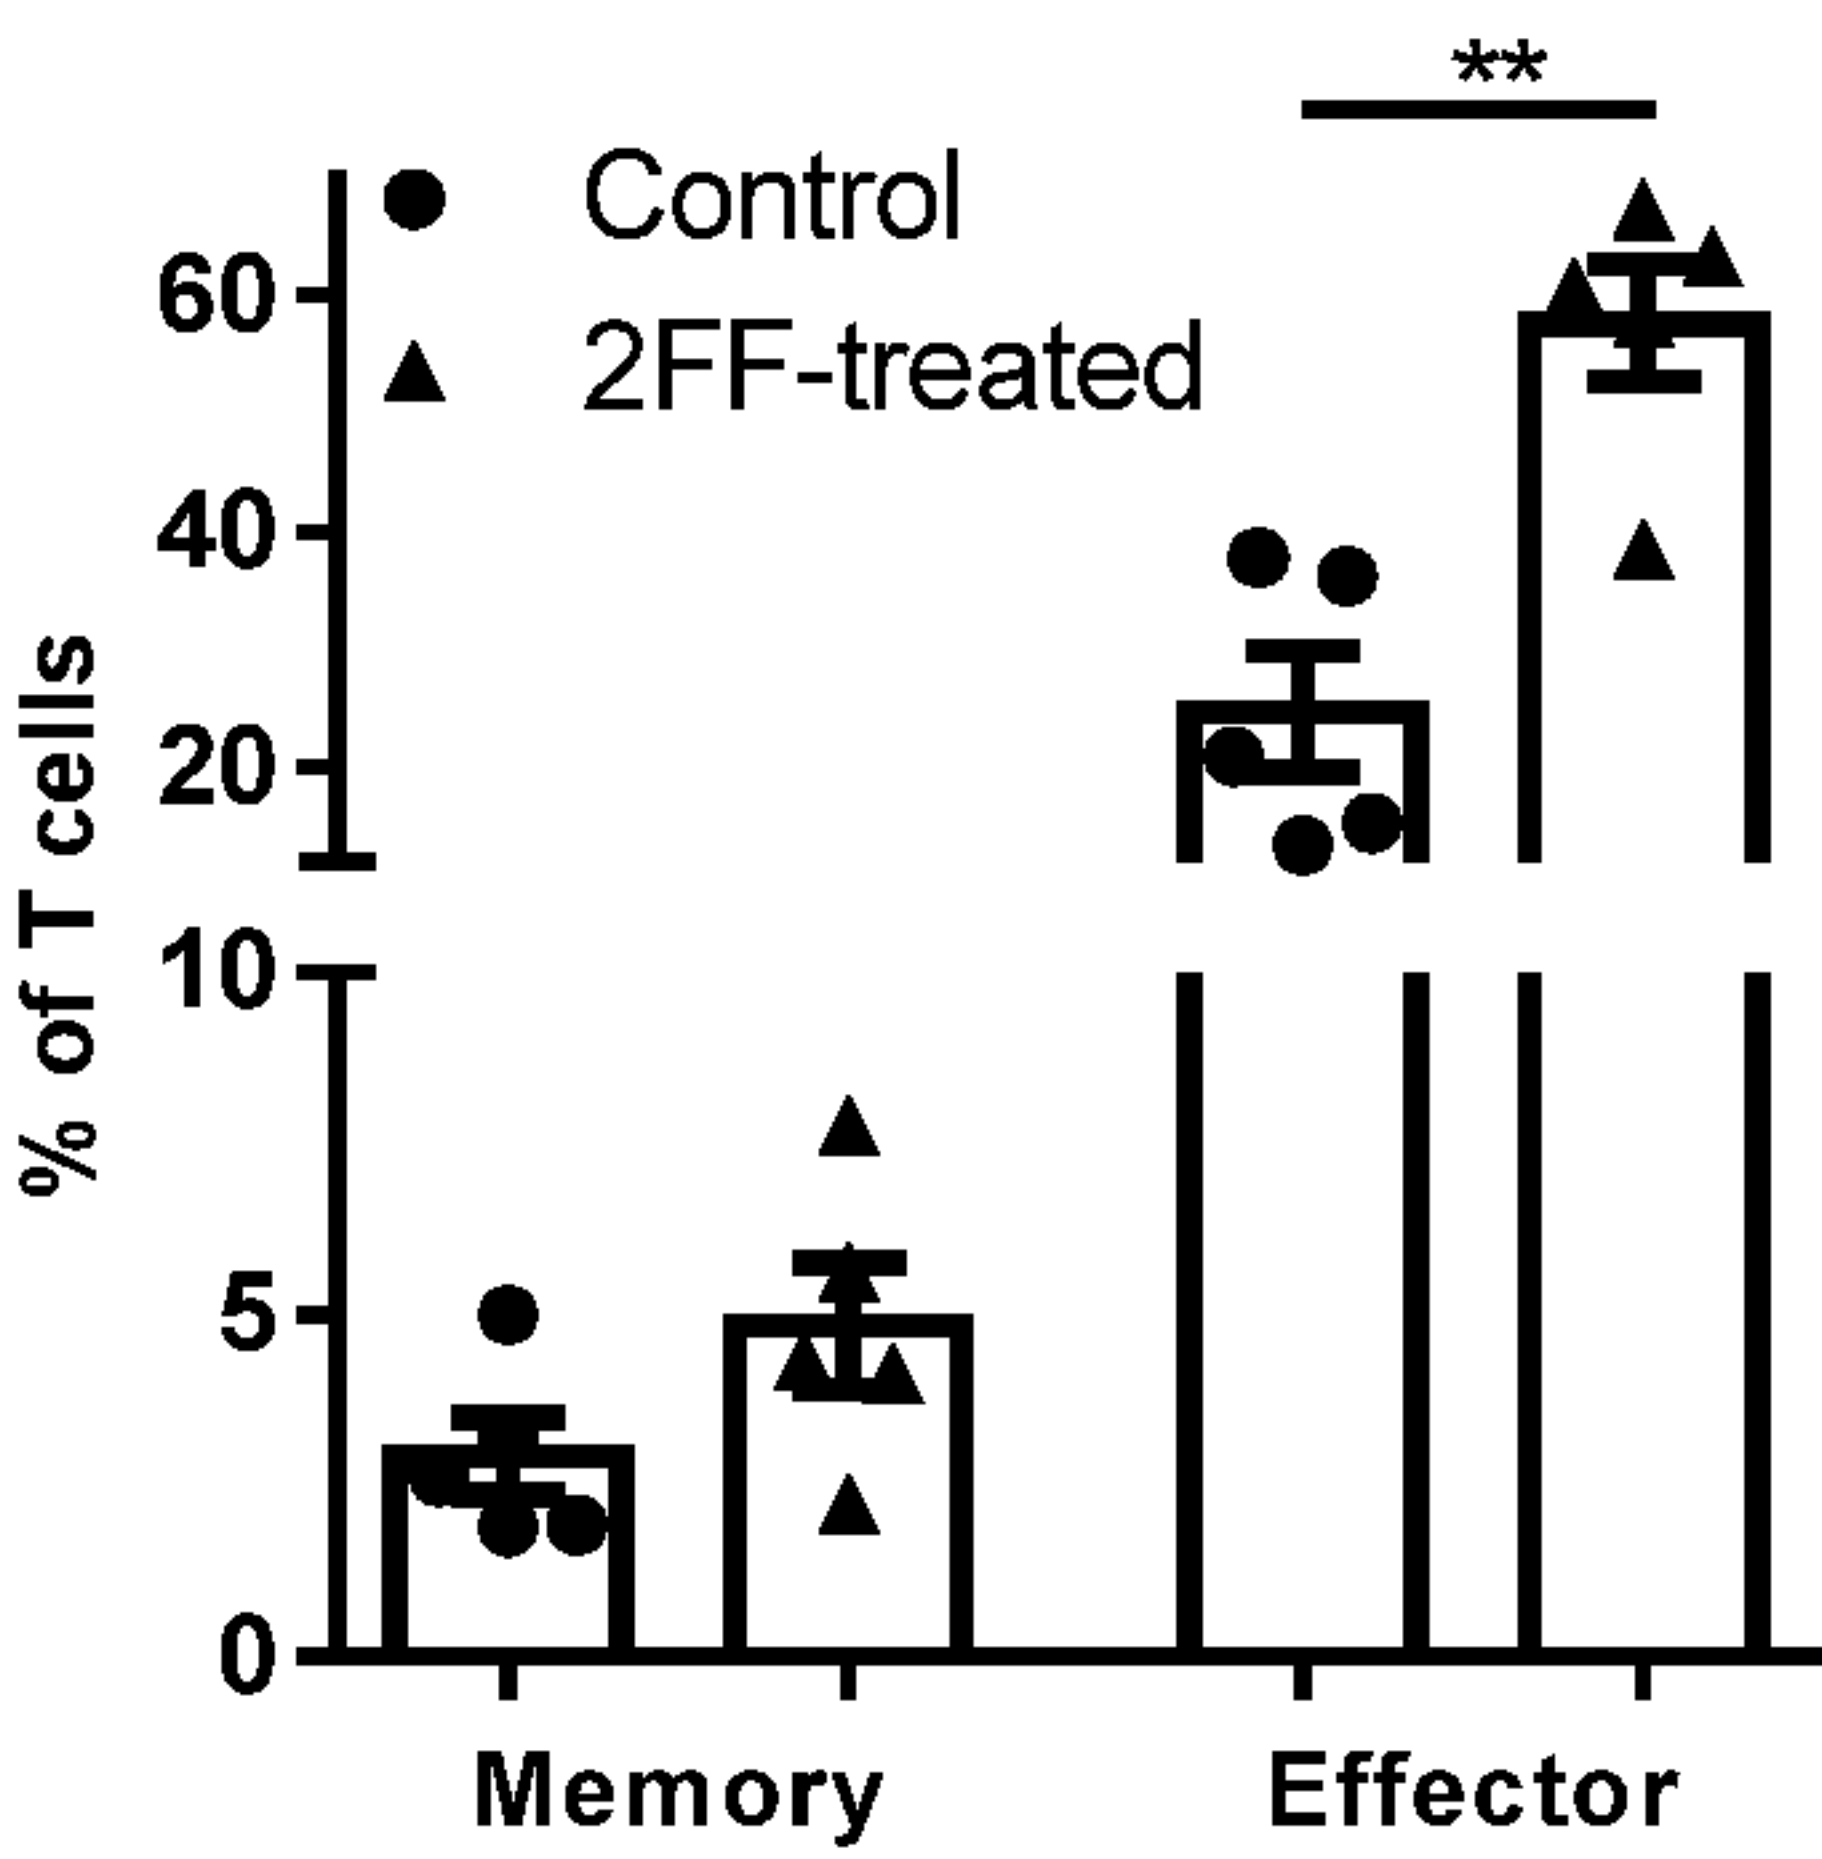 **
Control
2FF-treated
60
40
20
10
5
0
% of T cells
Memory
Effector